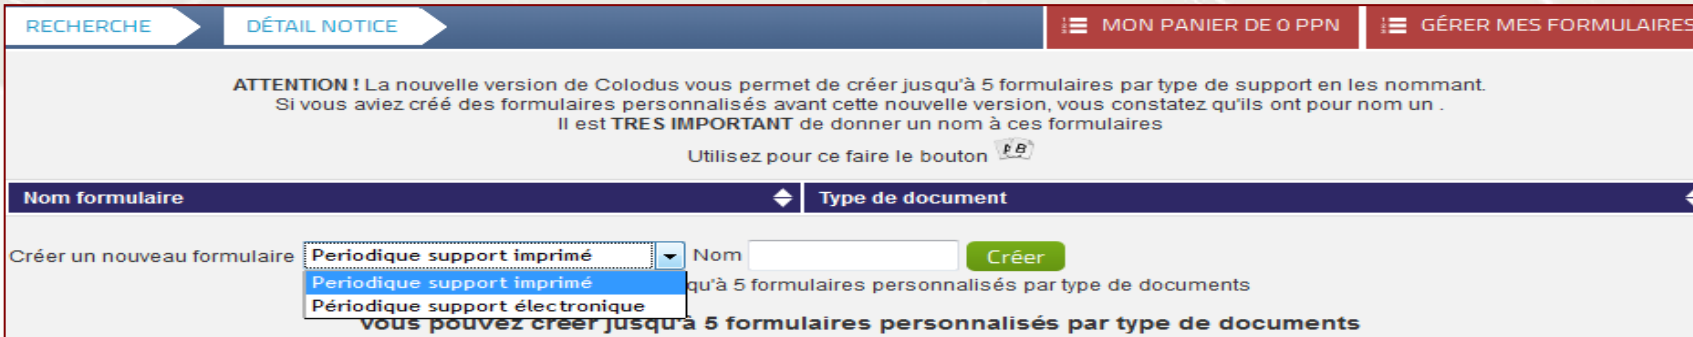 RECHERCHE
DÉTAIL NOTICE
MON PANIER DE 0 PPN
GÉRER MES FORMULAIRES
ATTENTION ! La nouvelle version de Colodus vous permet de créer jusqu'à 5 formulaires par type de support en les nommant.
Si vous aviez créé des formulaires personnalisés avant cette nouvelle version, vous constatez qu'ils ont pour nom un .
Il est TRES IMPORTANT de donner un nom à ces formulaires
Utilisez pour ce faire le bouton
Nom formulaire
Type de document
Créer un nouveau formulaire Periodique support imprimé Nom Créer
Periodique support imprimé
Périodique support électronique
qu'à 5 formulaires personnalisés par type de documents
vous pouvez créer jusqu'à 5 formulaires personnalisés par type de documents